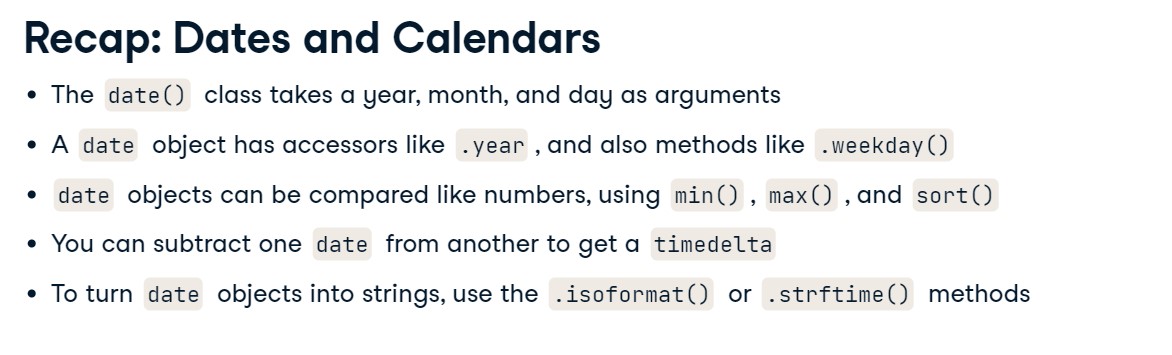 Recap: Dates and Calendars
• The date() class takes a year, month, and day as arguments
• A date object has accessors like .year , and also methods like .weekday()
• date objects can be compared like numbers, using min() , max() , and sort()
• You can subtract one date from another to get a timedelta
• To turn date objects into strings, use the .isoformat() or .strftime() methods